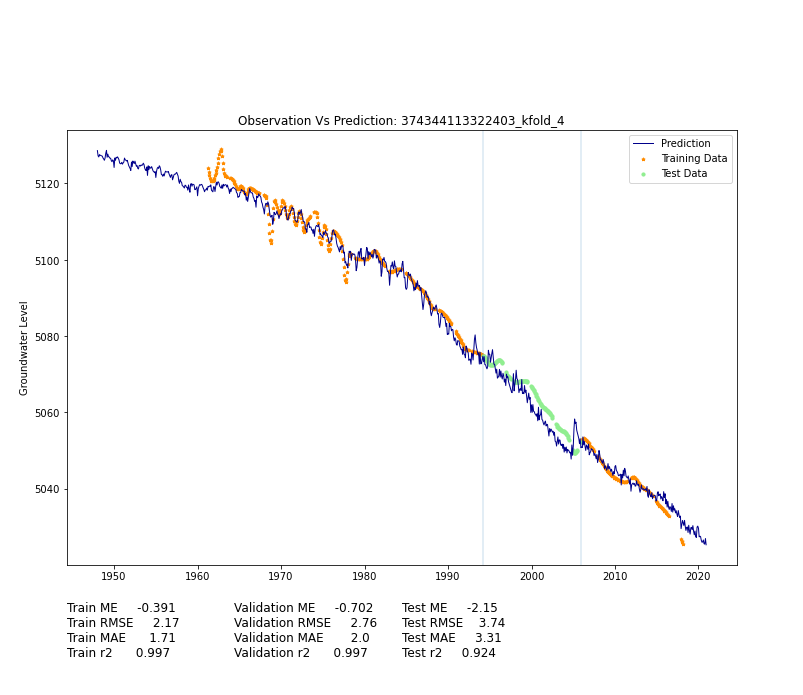 Observation Vs Prediction: 374344113322403_kfold_4
Prediction
Training Data
Test Data
Groundwater Level
5120
5100
5080
5060
5040
1950 1960 1970 1980 1990 2000 2010 2020
Train ME -0.391 Validation ME -0.702 Test ME -2.15
Train RMSE 2.17 Validation RMSE 2.76 Test RMSE 3.74
Train MAE 1.71 Validation MAE 2.0 Test MAE 3.31
Train r2 0.997 Validation r2 0.997 Test r2 0.924